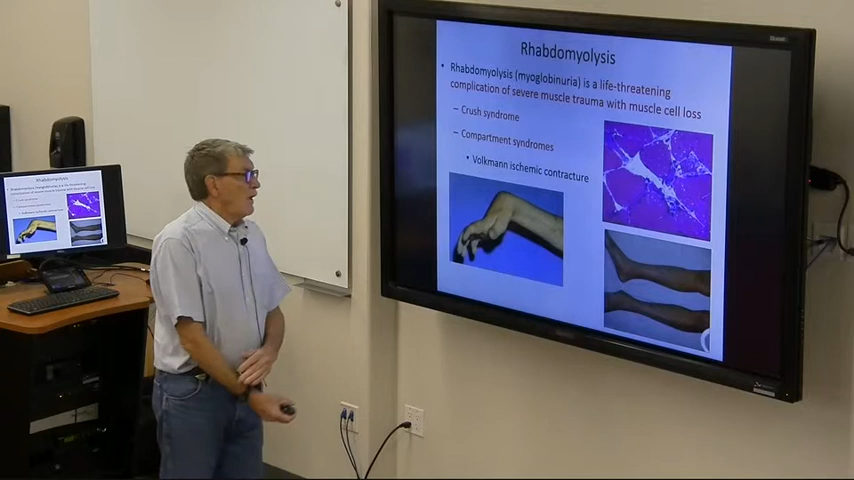 Rhabdomyolysis
• Rhabdomyolysis (myoglobinuria) is a life-threatening
complication of severe muscle trauma with muscle cell loss
– Crush syndrome
– Compartment syndromes
• Volkmann ischemic contracture
Rhabdomyolysis